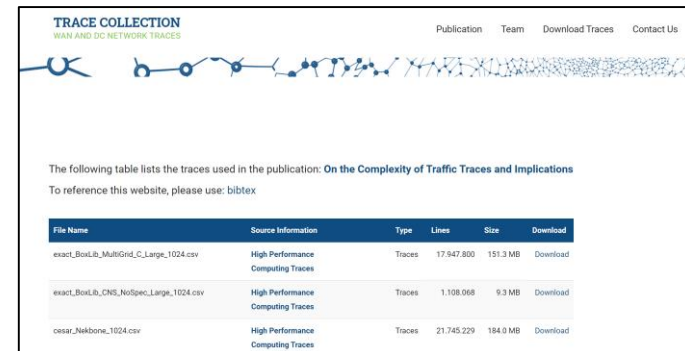 TRACE COLLECTION
WAN AND DC NETWORK TRACES
Publication Team Download Traces Contact Us
The following table lists the traces used in the publication: On the Complexity of Traffic Traces and Implications
To reference this website, please use: bibtex
File Name Source Information Type Lines Size Download
exact_BoxLib_MultiGrid_C_Large_1024.csv High Performance Computing Traces Traces 17.947.800 151.3 MB Download
exact_BoxLib_CNS_NoSpec_Large_1024.csv High Performance Computing Traces Traces 1.108.068 9.3 MB Download
cesar_Nekbone_1024.csv High Performance Computing Traces Traces 21.745.229 184.0 MB Download